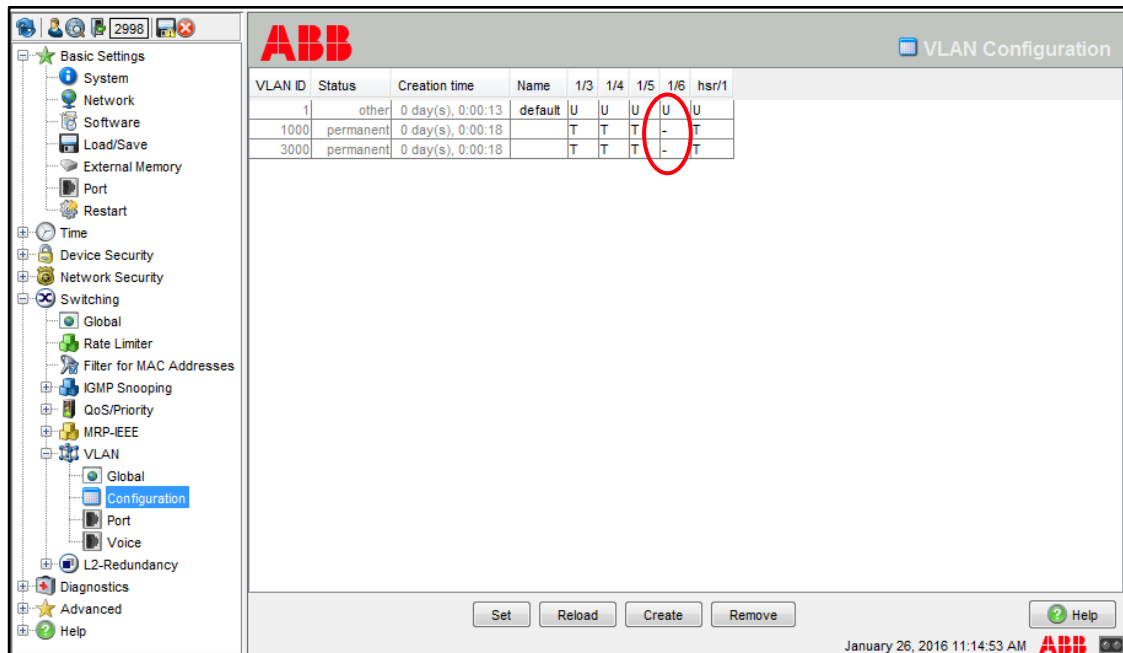 2998
Basic Settings
System
Network
Software
Load/Save
External Memory
Port
Restart
Time
Device Security
Network Security
Switching
Global
Rate Limiter
Filter for MAC Addresses
IGMP Snooping
QoS/Priority
MRP-IEEE
VLAN
Global
Configuration
Port
Voice
L2-Redundancy
Diagnostics
Advanced
Help
ABB
VLAN Configuration
VLAN ID Status Creation time Name 1/3 1/4 1/5 1/6 hsr/1
1 other 0 day(s), 0:00:13 default U U U U U
1000 permanent 0 day(s), 0:00:18 T T T - T
3000 permanent 0 day(s), 0:00:18 T T T - T
Set Reload Create Remove Help
January 26, 2016 11:14:53 AM ABB